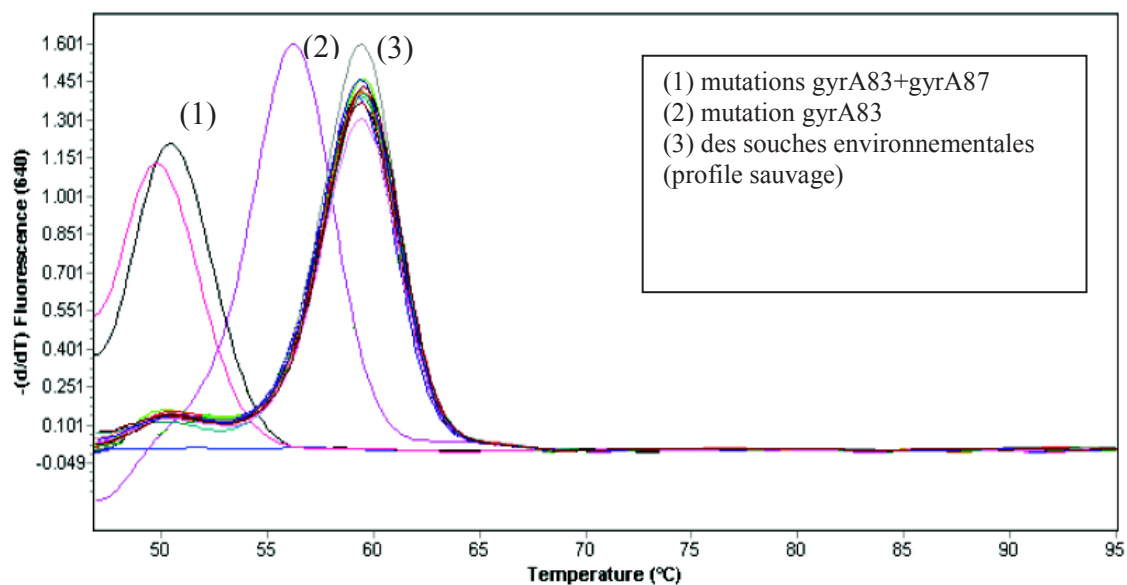 1.601
1.451
1.301
1.151
1.001
0.851
0.701
0.551
0.401
0.251
0.101
-0.049
-(d/dT) Fluorescence (640)
(1)
(2)
(3)
(1) mutations gyrA83+gyrA87
(2) mutation gyrA83
(3) des souches environnementales
(profile sauvage)
50 55 60 65 70 75 80 85 90 95
Temperature (°C)